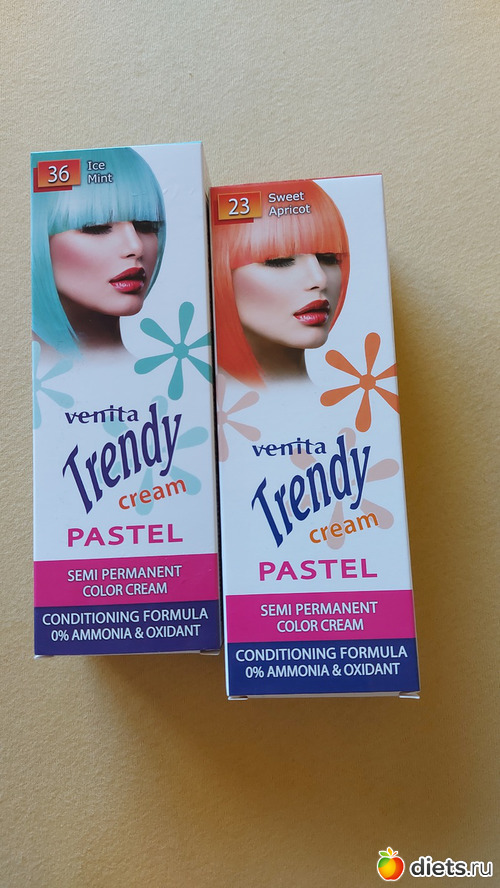 36
Ice
Mint
venita
Trendy
cream
PASTEL
SEMI PERMANENT
COLOR CREAM
CONDITIONING FORMULA
0% AMMONIA & OXIDANT
23
Sweet
Apricot
venita
Trendy
cream
PASTEL
SEMI PERMANENT
COLOR CREAM
CONDITIONING FORMULA
0% AMMONIA & OXIDANT
diets.ru